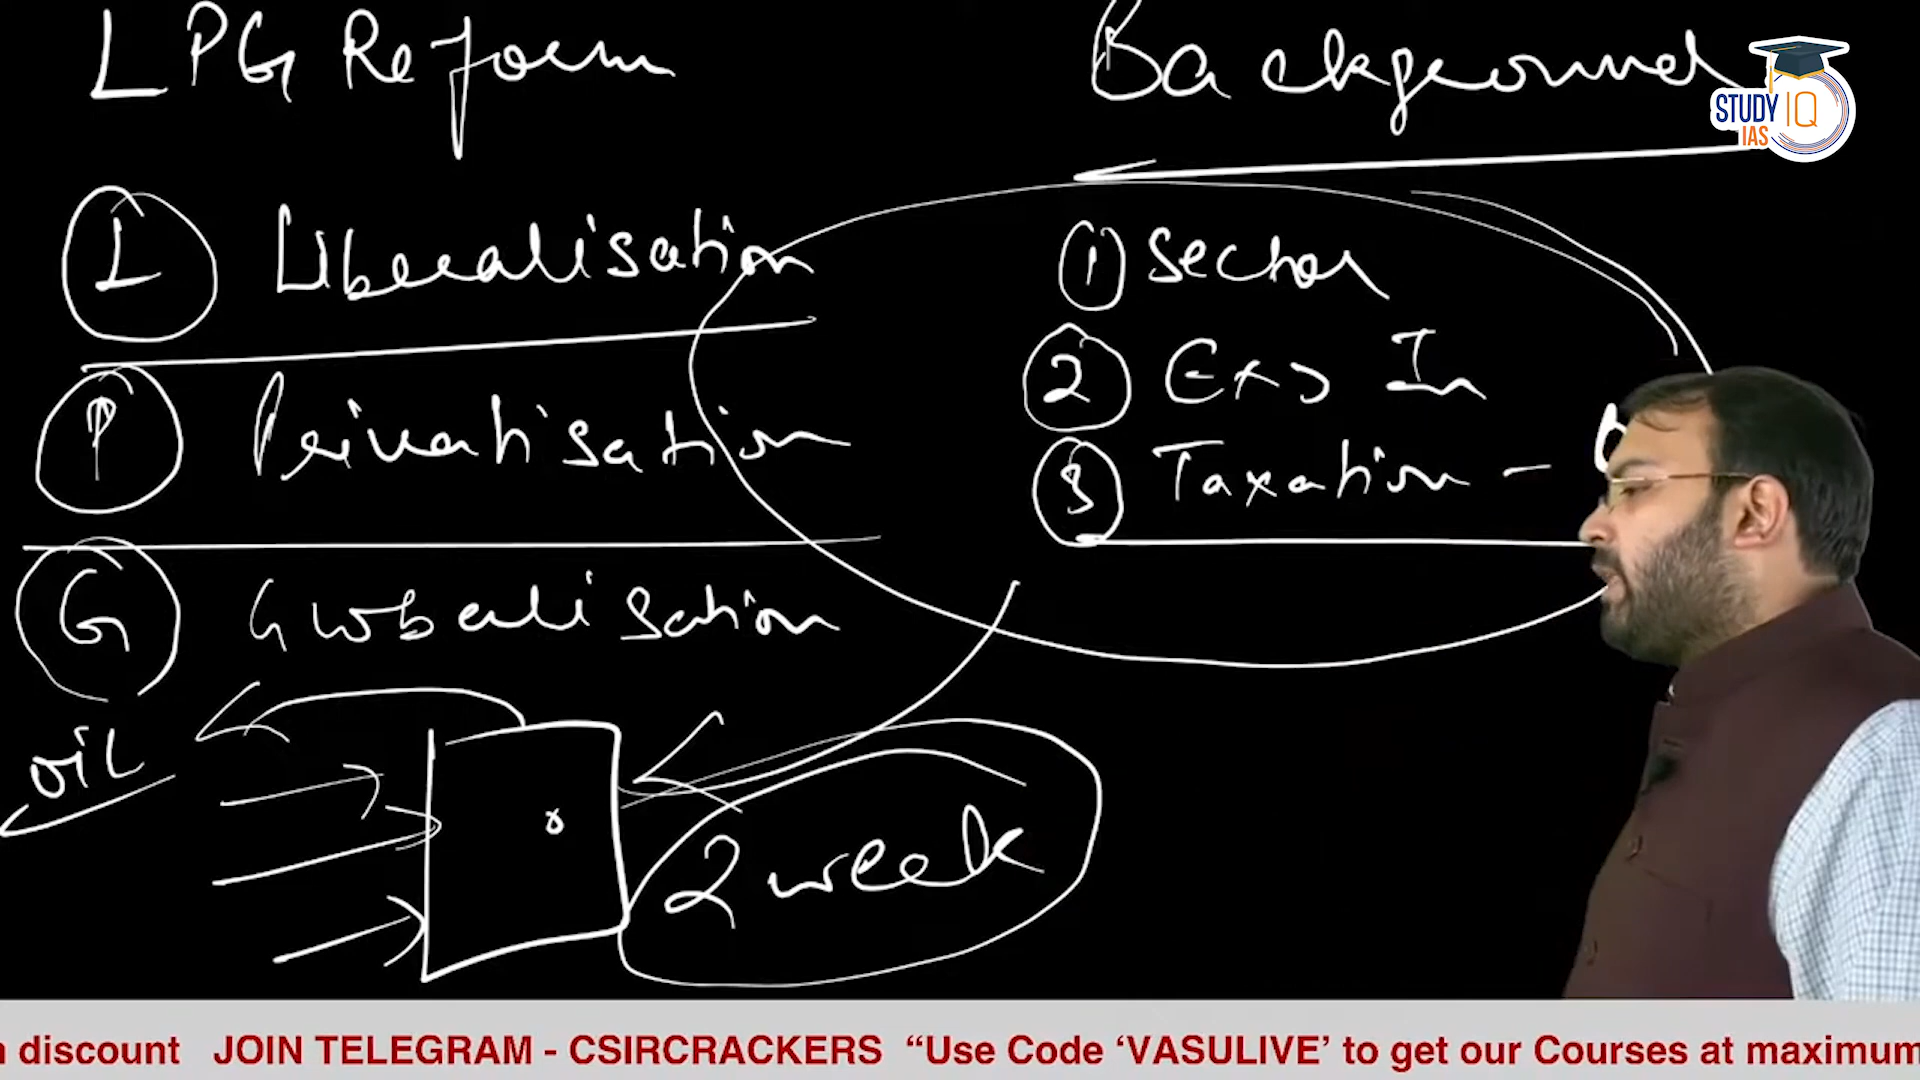 LPG Reform
Background
STUDY IQ
IAS
L Liberalisation
P Privatisation
G Globalisation
1 Sector
2 Ex In
3 Taxation -
oil
2 week
discount JOIN TELEGRAM - CSIRCRACKERS “Use Code ‘VASULIVE’ to get our Courses at maximum